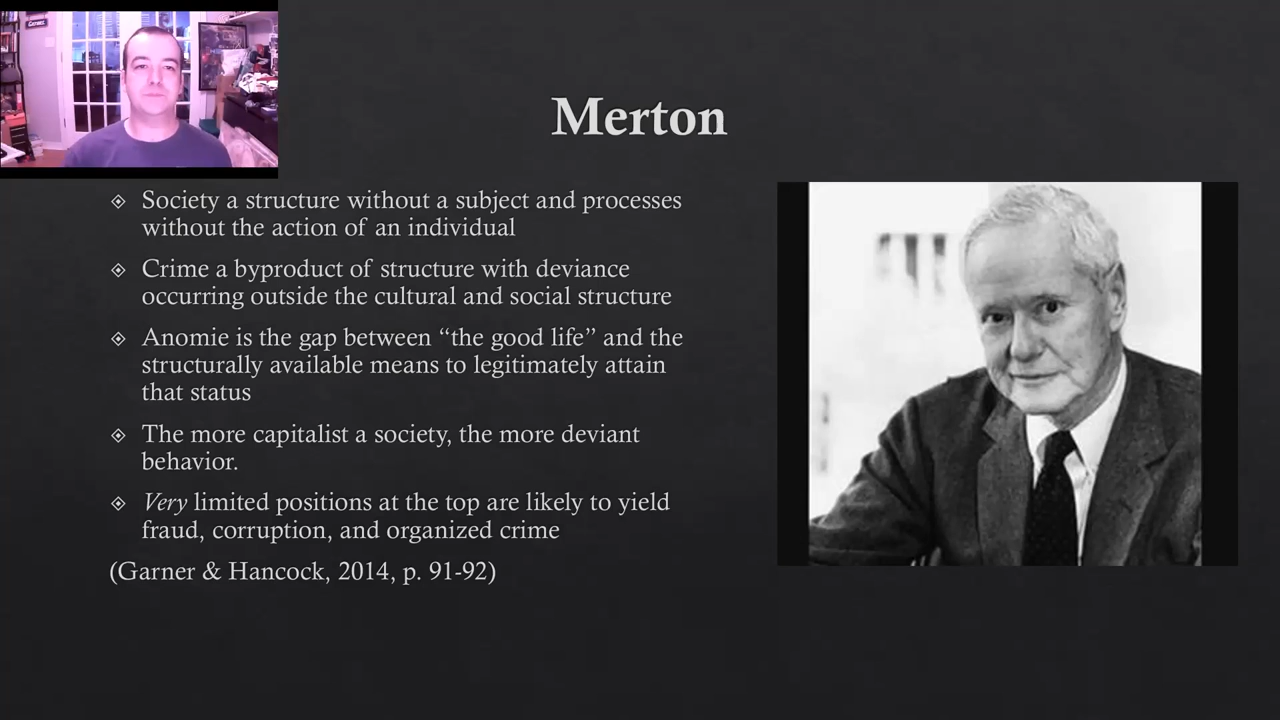 Merton
Society a structure without a subject and processes
without the action of an individual
Crime a byproduct of structure with deviance
occurring outside the cultural and social structure
Anomie is the gap between “the good life” and the
structurally available means to legitimately attain
that status
The more capitalist a society, the more deviant
behavior.
Very limited positions at the top are likely to yield
fraud, corruption, and organized crime
(Garner & Hancock, 2014, p. 91-92)